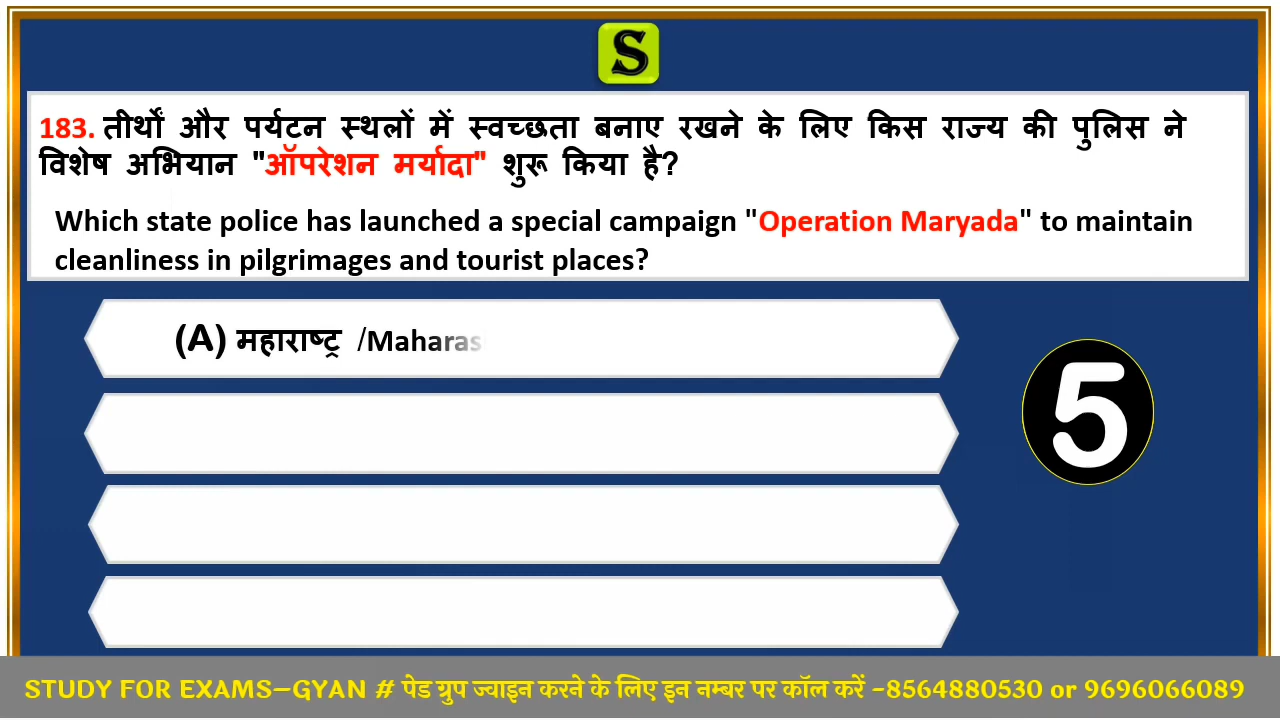 S
183. तीर्थों और पर्यटन स्थलों में स्वच्छता बनाए रखने के लिए किस राज्य की पुलिस ने
विशेष अभियान "ऑपरेशन मर्यादा" शुरू किया है?
Which state police has launched a special campaign "Operation Maryada" to maintain
cleanliness in pilgrimages and tourist places?
(A) महाराष्ट्र /Maharas
5
STUDY FOR EXAMS–GYAN # पेड ग्रुप ज्वाइन करने के लिए इन नम्बर पर कॉल करें -8564880530 or 9696066089